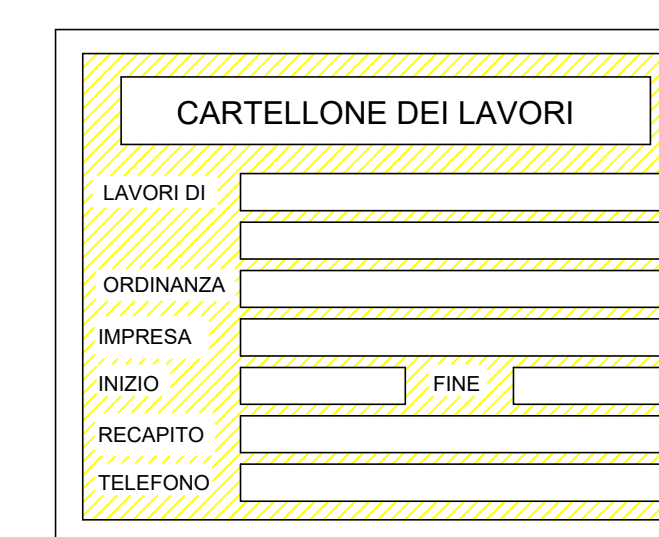 CARTELLONE DEI LAVORI
LAVORI DI
ORDINANZA
IMPRESA
INIZIO FINE
RECAPITO
TELEFONO